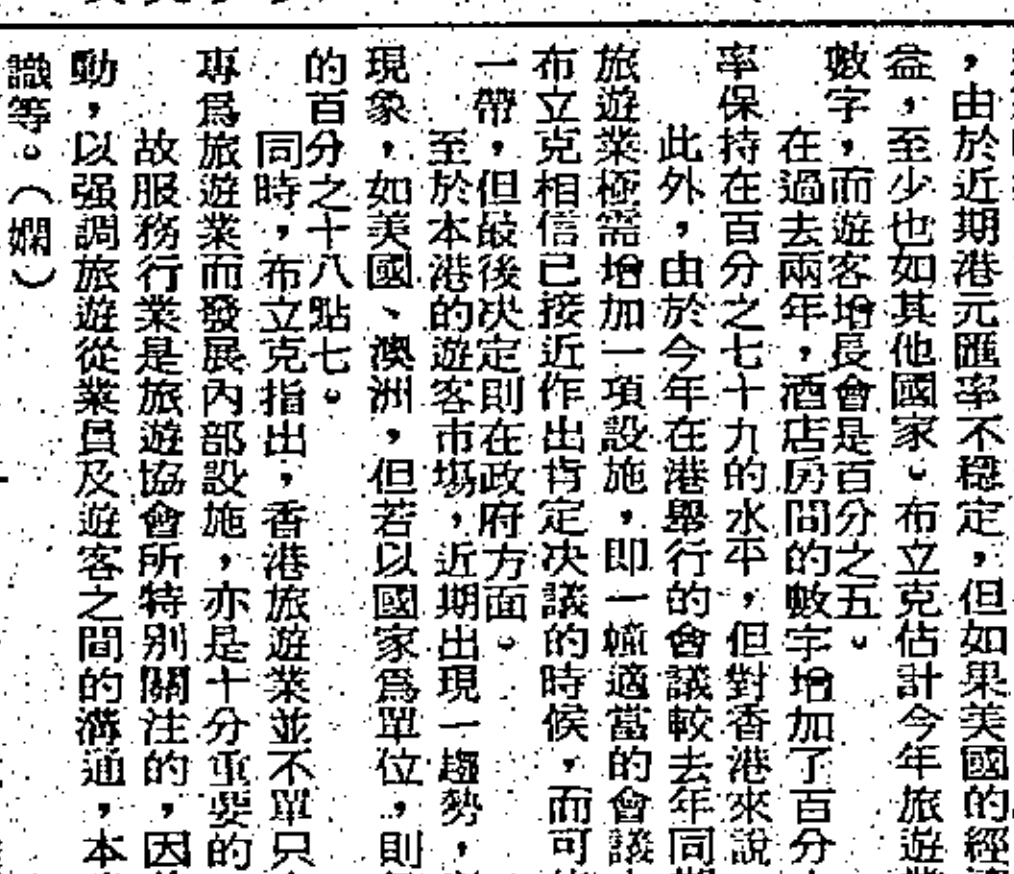 ，由於近期港元匯率不穩定，但如果美國的經
益，至少也如其他國家。布立克估計今年旅遊業
數字，而遊客增長會是百分之五。
在過去兩年，酒店房間的數字增加了百分
率保持在百分之七十九的水平，但對香港來說
此外，由於今年在港舉行的會議較去年同期
旅遊業極需增加一項設施，即一幢適當的會議
布立克相信已接近作出肯定决議的時候，而可
一帶，但最後决定則在政府方面。
至於本港的遊客市場，近期出現一趨勢，
現象，如美國、澳洲，但若以國家爲單位，則
的百分之十八點七。
同時，布立克指出，香港旅遊業並不單只
專爲旅遊業而發展內部設施，亦是十分重要的
故服務行業是旅遊協會所特別關注的，因
動，以强調旅遊從業員及遊客之間的溝通，本
識等。（嫻）